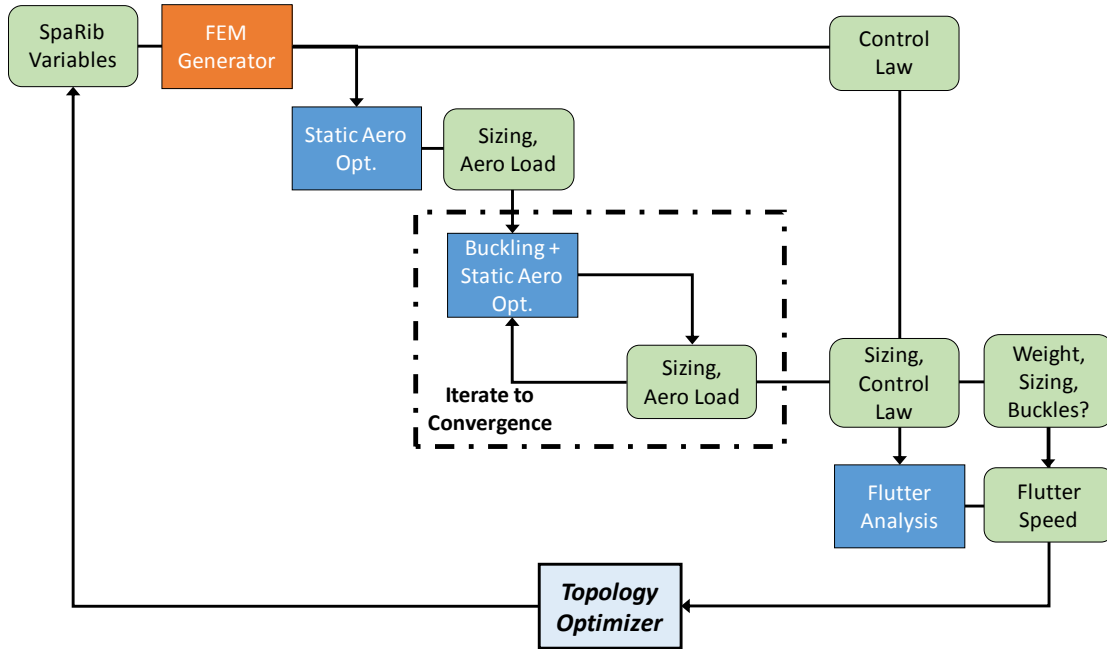 SpaRib
Variables
FEM
Generator
Control
Law
Static Aero
Opt.
Sizing,
Aero Load
Buckling +
Static Aero
Opt.
Sizing,
Aero Load
Iterate to
Convergence
Sizing,
Control
Law
Weight,
Sizing,
Buckles?
Flutter
Analysis
Flutter
Speed
Topology
Optimizer